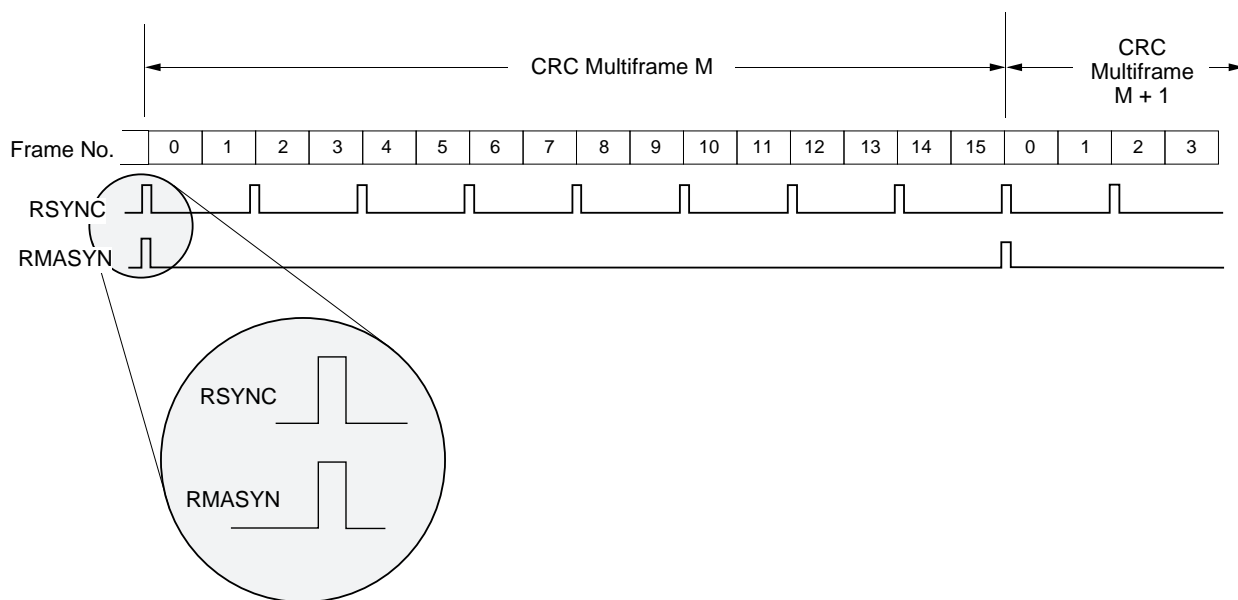 CRC Multiframe M
CRC
Multiframe
M + 1
Frame No. 0 1 2 3 4 5 6 7 8 9 10 11 12 13 14 15 0 1 2 3
RSYNC
RMASYN
RSYNC
RMASYN